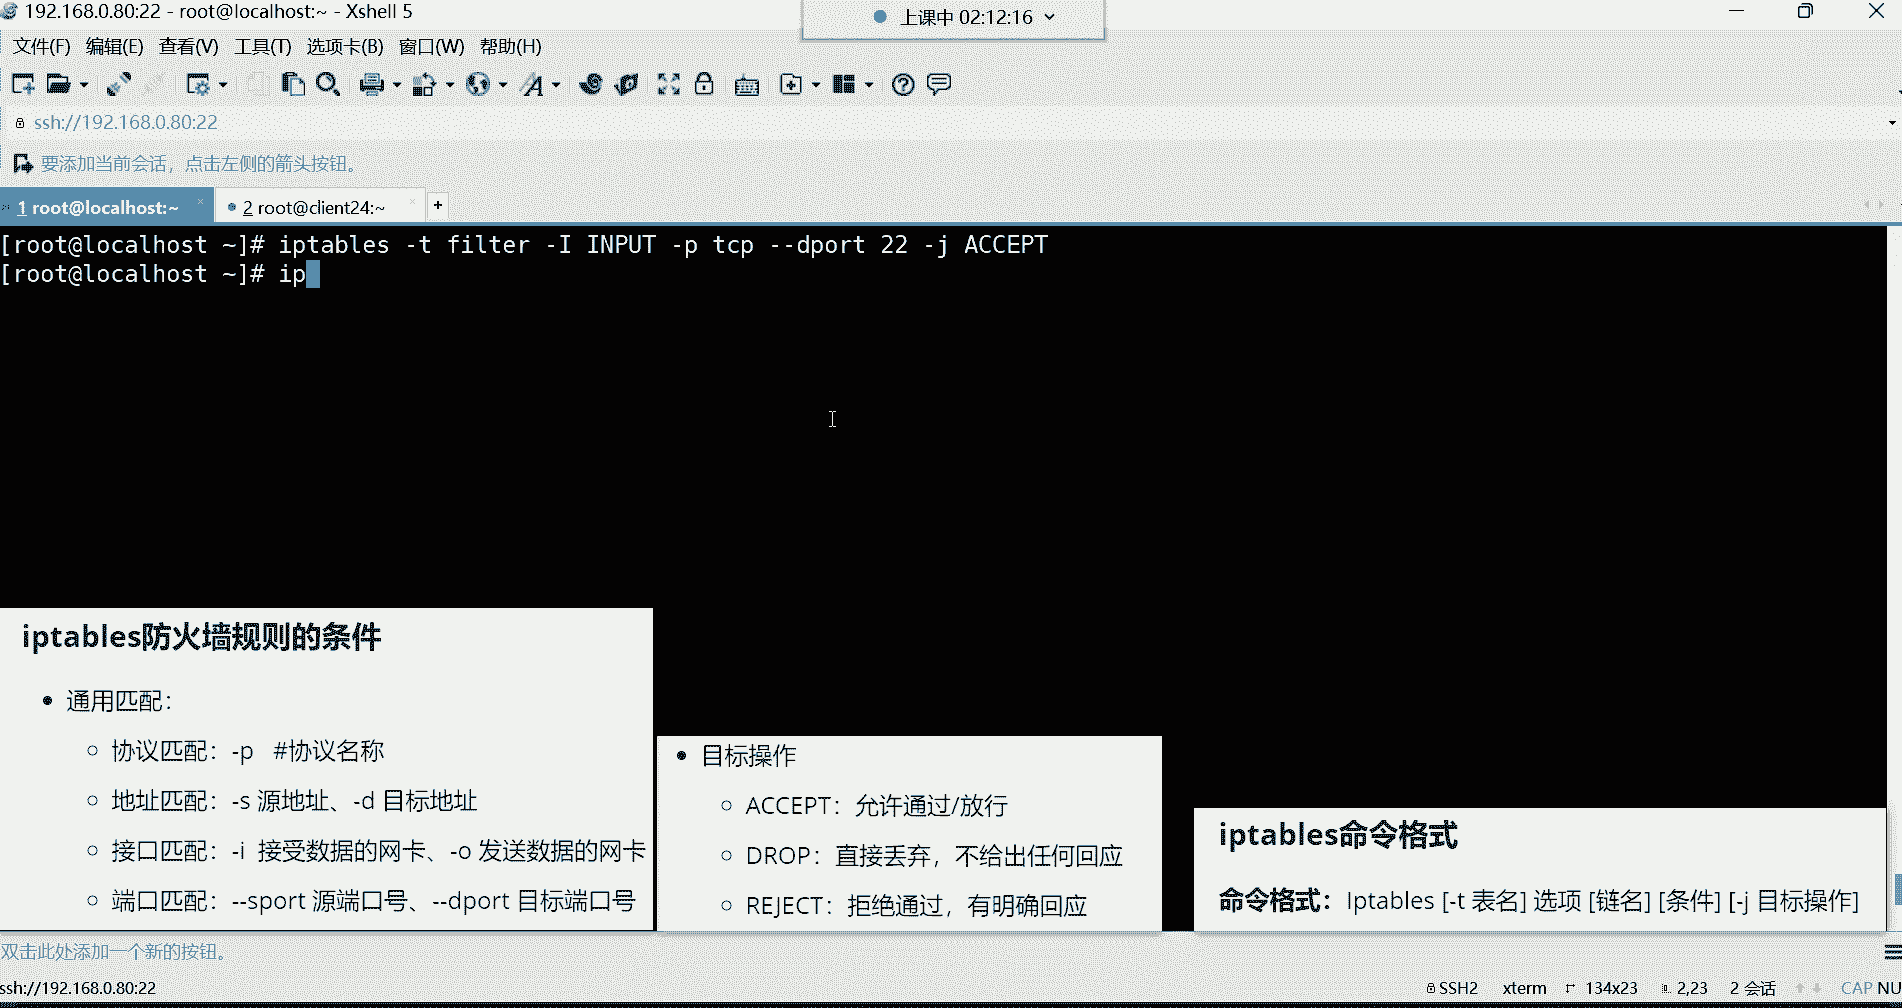 192.168.0.80:22 - root@localhost:~ - Xshell 5
上课中 02:12:16
文件(F) 编辑(E) 查看(V) 工具(T) 选项卡(B) 窗口(W) 帮助(H)
ssh://192.168.0.80:22
要添加当前会话，点击左侧的箭头按钮。
1 root@localhost:~ 2 root@client24:~ +
[root@localhost ~]# iptables -t filter -I INPUT -p tcp --dport 22 -j ACCEPT
[root@localhost ~]# ip
iptables防火墙规则的条件
• 通用匹配：
○ 协议匹配：-p #协议名称
○ 地址匹配：-s 源地址、-d 目标地址
○ 接口匹配：-i 接受数据的网卡、-o 发送数据的网卡
○ 端口匹配：--sport 源端口号、--dport 目标端口号
• 目标操作
○ ACCEPT：允许通过/放行
○ DROP：直接丢弃，不给出任何回应
○ REJECT：拒绝通过，有明确回应
iptables命令格式
命令格式：Iptables [-t 表名] 选项 [链名] [条件] [-j 目标操作]
双击此处添加一个新的按钮。
ssh://192.168.0.80:22 SSH2 xterm 134x23 2,23 2 会话 CAP NU